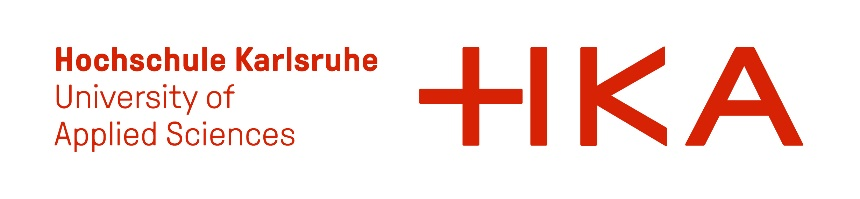 Hochschule Karlsruhe
University of
Applied Sciences
HKA